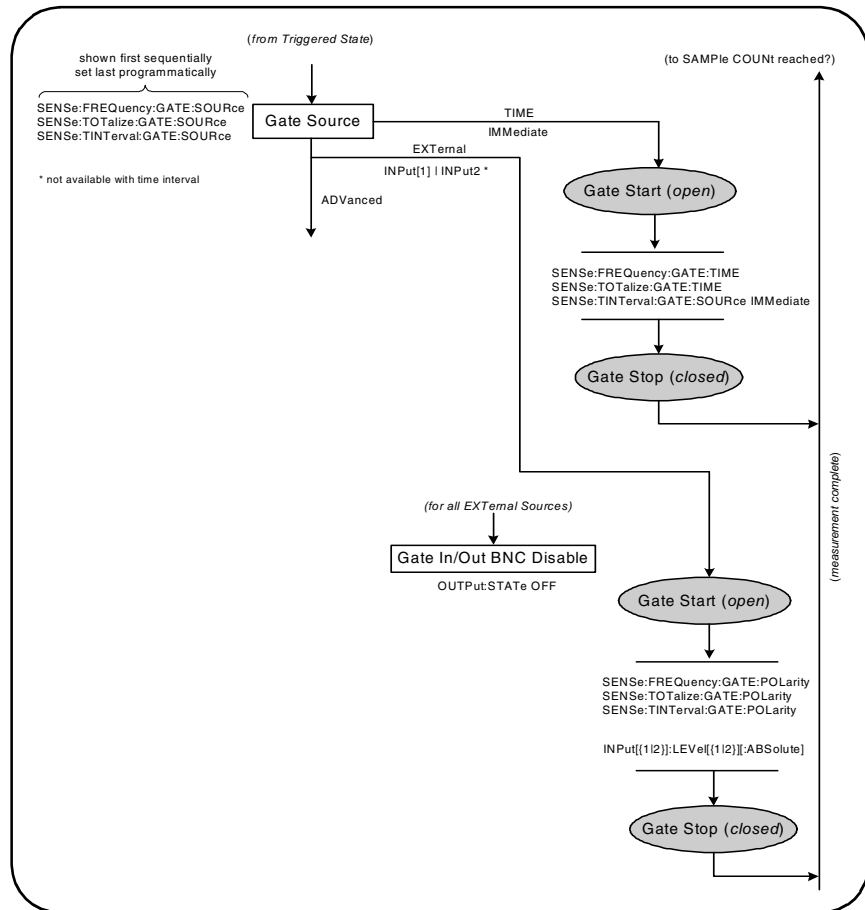 (from Triggered State)
(to SAMPle COUNt reached?)
shown first sequentially
set last programmatically
SENSe:FREQuency:GATE:SOURce
SENSe:TOTalize:GATE:SOURce
SENSe:TINTerval:GATE:SOURce
* not available with time interval
Gate Source
TIME
IMMediate
EXTernal
INPut[1] | INPut2 *
ADVanced
Gate Start (open)
SENSe:FREQuency:GATE:TIME
SENSe:TOTalize:GATE:TIME
SENSe:TINTerval:GATE:SOURce IMMediate
Gate Stop (closed)
(measurement complete)
(for all EXTernal Sources)
Gate In/Out BNC Disable
OUTPut:STATe OFF
Gate Start (open)
SENSe:FREQuency:GATE:POLarity
SENSe:TOTalize:GATE:POLarity
SENSe:TINTerval:GATE:POLarity
INPut[{1|2}]:LEVel[{1|2}][:ABSolute]
Gate Stop (closed)